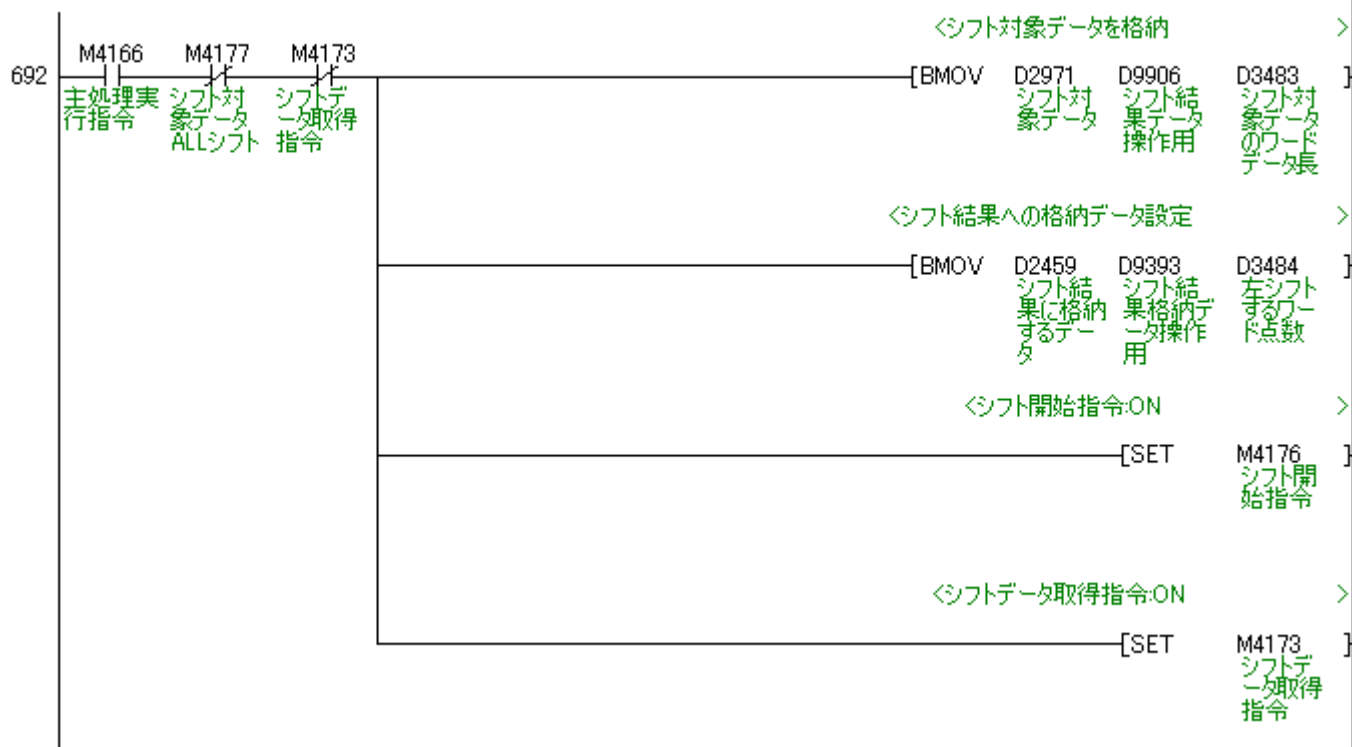 <シフト対象データを格納 >
M4166 M4177 M4173
692 [BMOV D2971 D9906 D3483 ]
主処理実 シフト対 シフトデ シフト対 シフト結 シフト対
行指令 象データ ータ取得 象データ 果データ 象データ
ALLシフト 指令 操作用 のワード
データ長
<シフト結果への格納データ設定 >
[BMOV D2459 D9393 D3484 ]
シフト結 シフト結 左シフト
果に格納 果格納デ するワー
するデー ータ操作 ド点数
タ 用
<シフト開始指令:ON >
[SET M4176 ]
シフト開
始指令
<シフトデータ取得指令:ON >
[SET M4173 ]
シフトデ
ータ取得
指令